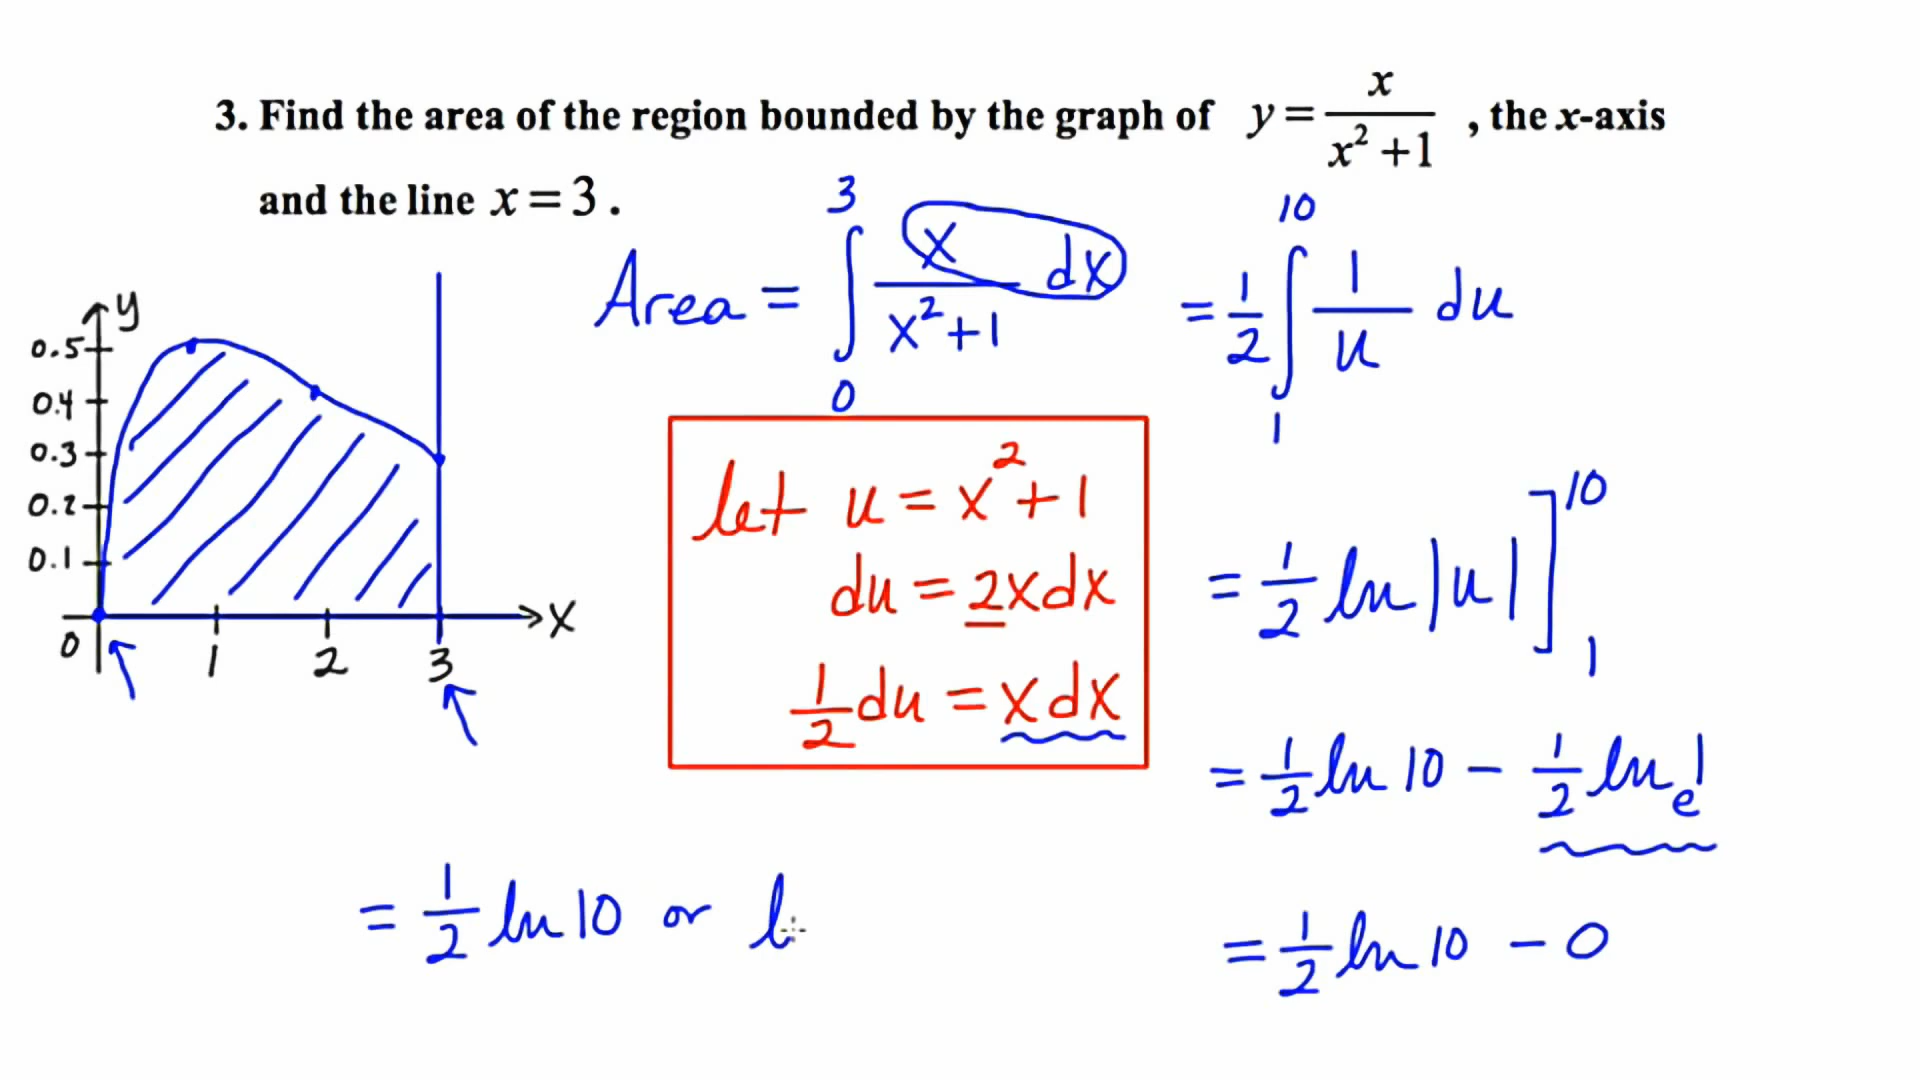 3. Find the area of the region bounded by the graph of y = x/(x² + 1) , the x-axis
and the line x = 3 .
Area = ∫₀³ x/(x²+1) dx = 1/2 ∫₁¹⁰ 1/u du
y
0.5
0.4
0.3
0.2
0.1
0 1 2 3 x
let u = x² + 1
du = 2xdx
1/2 du = xdx
= 1/2 ln|u| ]₁¹⁰
= 1/2 ln 10 − 1/2 lnₑ 1
= 1/2 ln 10 − 0
= 1/2 ln 10 or l